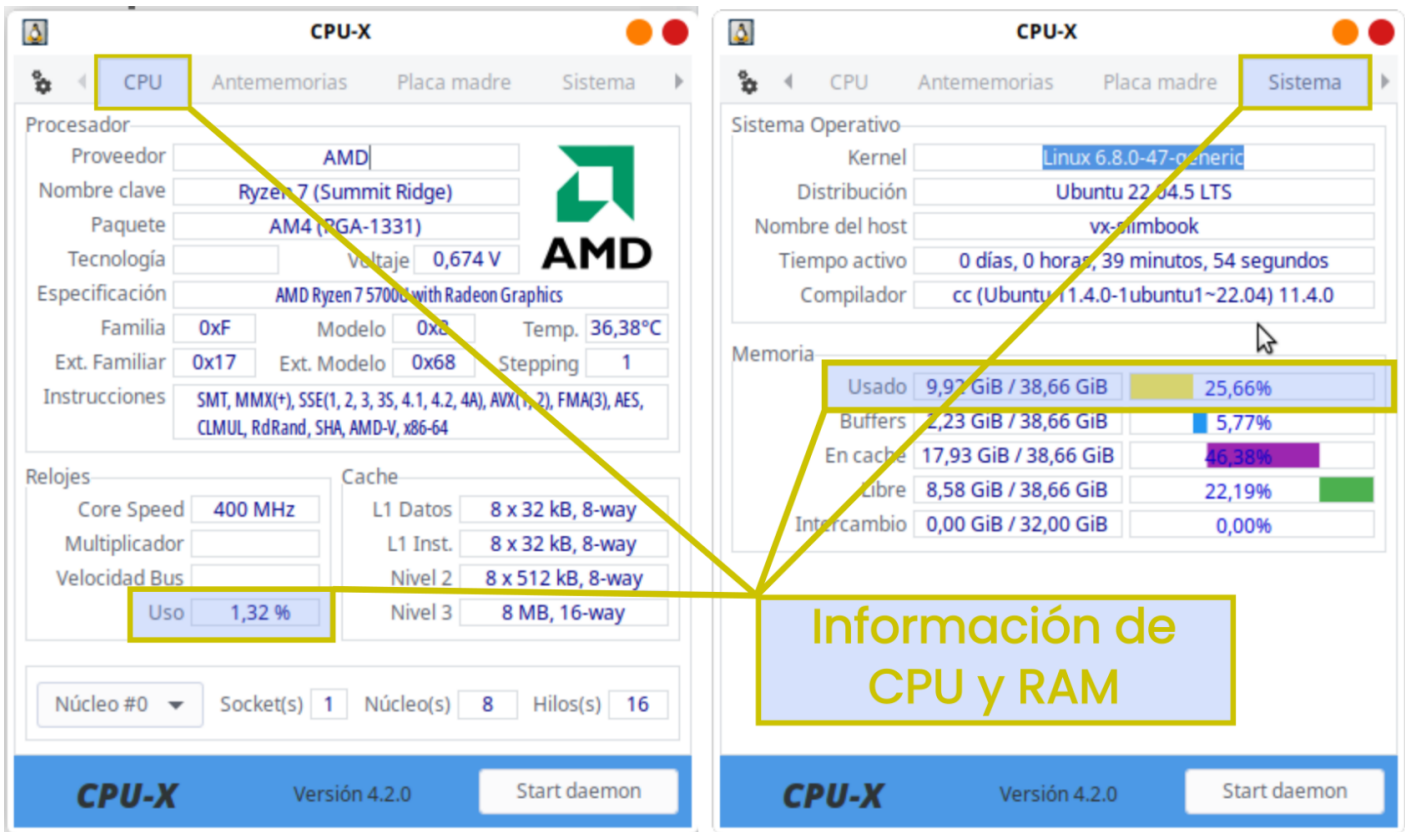 CPU-X
CPU Antememorias Placa madre Sistema
Procesador
Proveedor AMD
Nombre clave Ryzen 7 (Summit Ridge)
Paquete AM4 (PGA-1331)
Tecnología Voltaje 0,674 V
AMD
Especificación AMD Ryzen 7 5700U with Radeon Graphics
Familia 0xF Modelo 0x8 Temp. 36,38°C
Ext. Familiar 0x17 Ext. Modelo 0x68 Stepping 1
Instrucciones SMT, MMX(+), SSE(1, 2, 3, 3S, 4.1, 4.2, 4A), AVX(1, 2), FMA(3), AES,
CLMUL, RdRand, SHA, AMD-V, x86-64
Relojes
Core Speed 400 MHz
Multiplicador
Velocidad Bus
Uso 1,32 %
Cache
L1 Datos 8 x 32 kB, 8-way
L1 Inst. 8 x 32 kB, 8-way
Nivel 2 8 x 512 kB, 8-way
Nivel 3 8 MB, 16-way
Núcleo #0 Socket(s) 1 Núcleo(s) 8 Hilos(s) 16
CPU-X Versión 4.2.0 Start daemon
CPU-X
CPU Antememorias Placa madre Sistema
Sistema Operativo
Kernel Linux 6.8.0-47-generic
Distribución Ubuntu 22.04.5 LTS
Nombre del host vx-slimbook
Tiempo activo 0 días, 0 horas, 39 minutos, 54 segundos
Compilador cc (Ubuntu 11.4.0-1ubuntu1~22.04) 11.4.0
Memoria
Usado 9,92 GiB / 38,66 GiB 25,66%
Buffers 2,23 GiB / 38,66 GiB 5,77%
En cache 17,93 GiB / 38,66 GiB 46,38%
Libre 8,58 GiB / 38,66 GiB 22,19%
Intercambio 0,00 GiB / 32,00 GiB 0,00%
Información de
CPU y RAM
CPU-X Versión 4.2.0 Start daemon